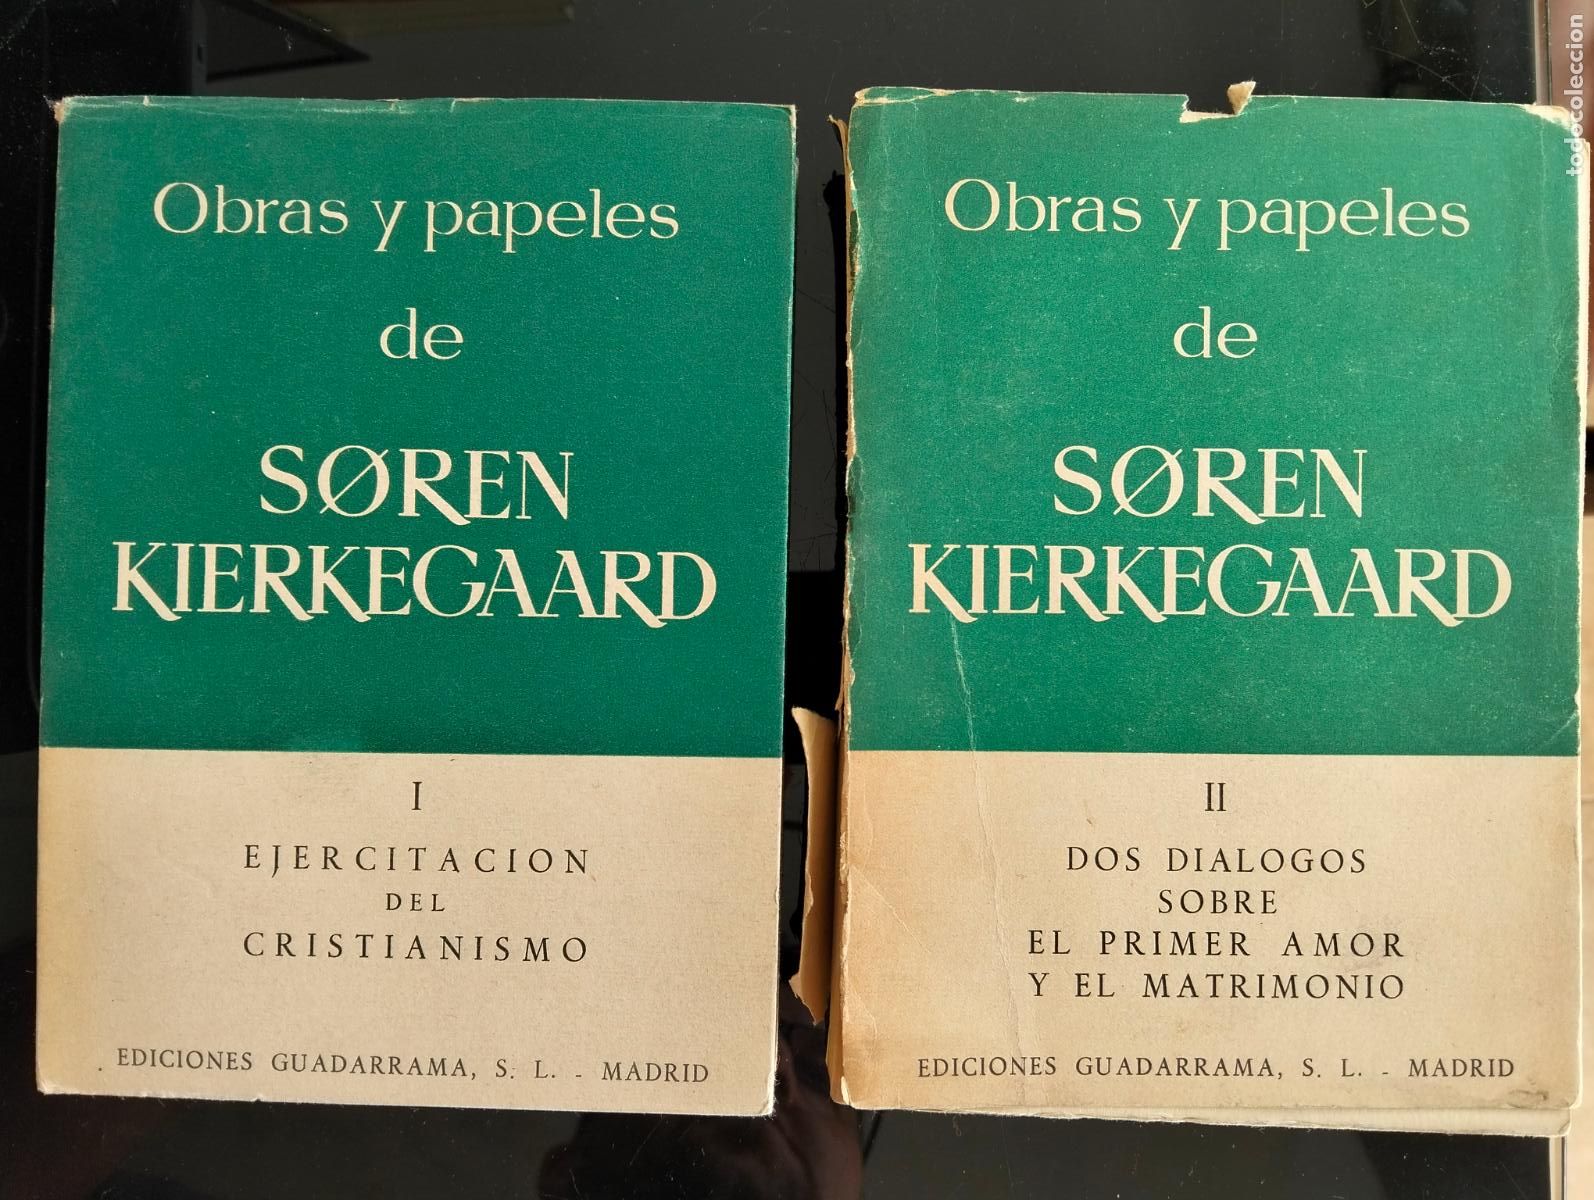 Obras y papeles
de
SØREN
KIERKEGAARD
I
EJERCITACION
DEL
CRISTIANISMO
EDICIONES GUADARRAMA, S. L. - MADRID
Obras y papeles
de
SØREN
KIERKEGAARD
II
DOS DIALOGOS
SOBRE
EL PRIMER AMOR
Y EL MATRIMONIO
EDICIONES GUADARRAMA, S. L. - MADRID
todocoleccion